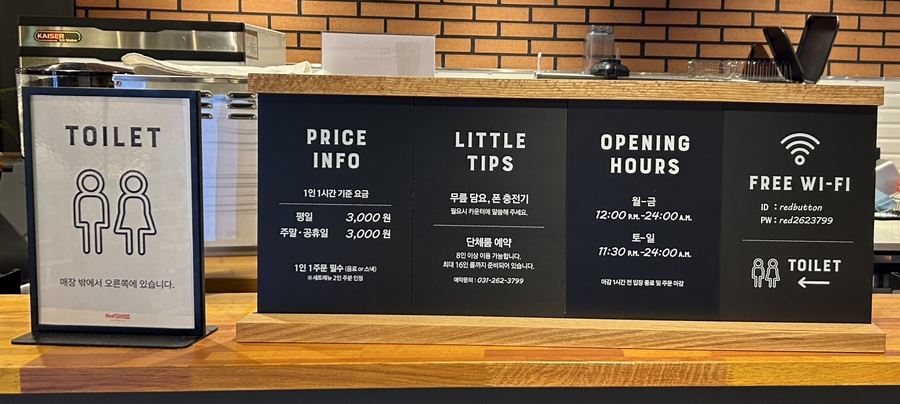 KAISER
TOILET
매장 밖에서 오른쪽에 있습니다.
PRICE
INFO
1인 1시간 기준 요금
평일 3,000 원
주말·공휴일 3,000 원
1인 1주문 필수 (음료 or 스낵)
※ 세트메뉴 2인 주문 인정
LITTLE
TIPS
무릎 담요, 폰 충전기
필요시 카운터에 말씀해 주세요.
단체룸 예약
8인 이상 이용 가능합니다.
최대 16인 룸까지 준비되어 있습니다.
예약문의 : 031-262-3799
OPENING
HOURS
월-금
12:00 P.M.-24:00 A.M.
토-일
11:30 P.M.-24:00 A.M.
마감 1시간 전 입장 종료 및 주문 마감
FREE WI-FI
ID : redbutton
PW : red2623799
TOILET